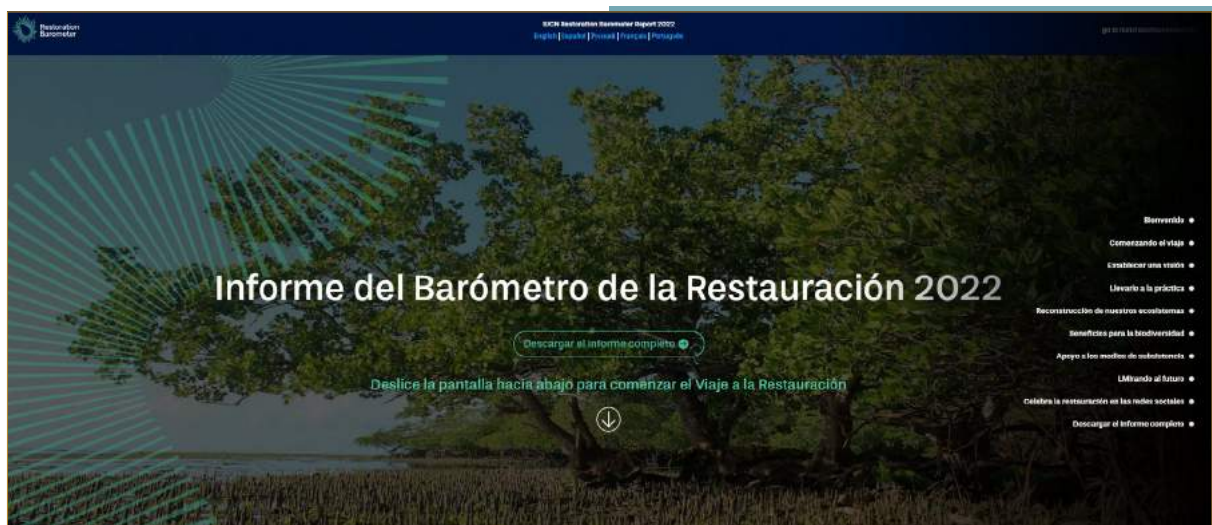 Restoration
Barometer
IUCN Restoration Barometer Report 2022
English | Español | Русский | Français | Português
go to
Informe del Barómetro de la Restauración 2022
Descargar el informe completo
Deslice la pantalla hacia abajo para comenzar el Viaje a la Restauración
Bienvenido
Comenzando el viaje
Establecer una visión
Llevarlo a la práctica
Reconstrucción de nuestros ecosistemas
Beneficios para la biodiversidad
Apoyo a los medios de subsistencia
LMirando al futuro
Celebra la restauración en las redes sociales
Descargar el informe completo